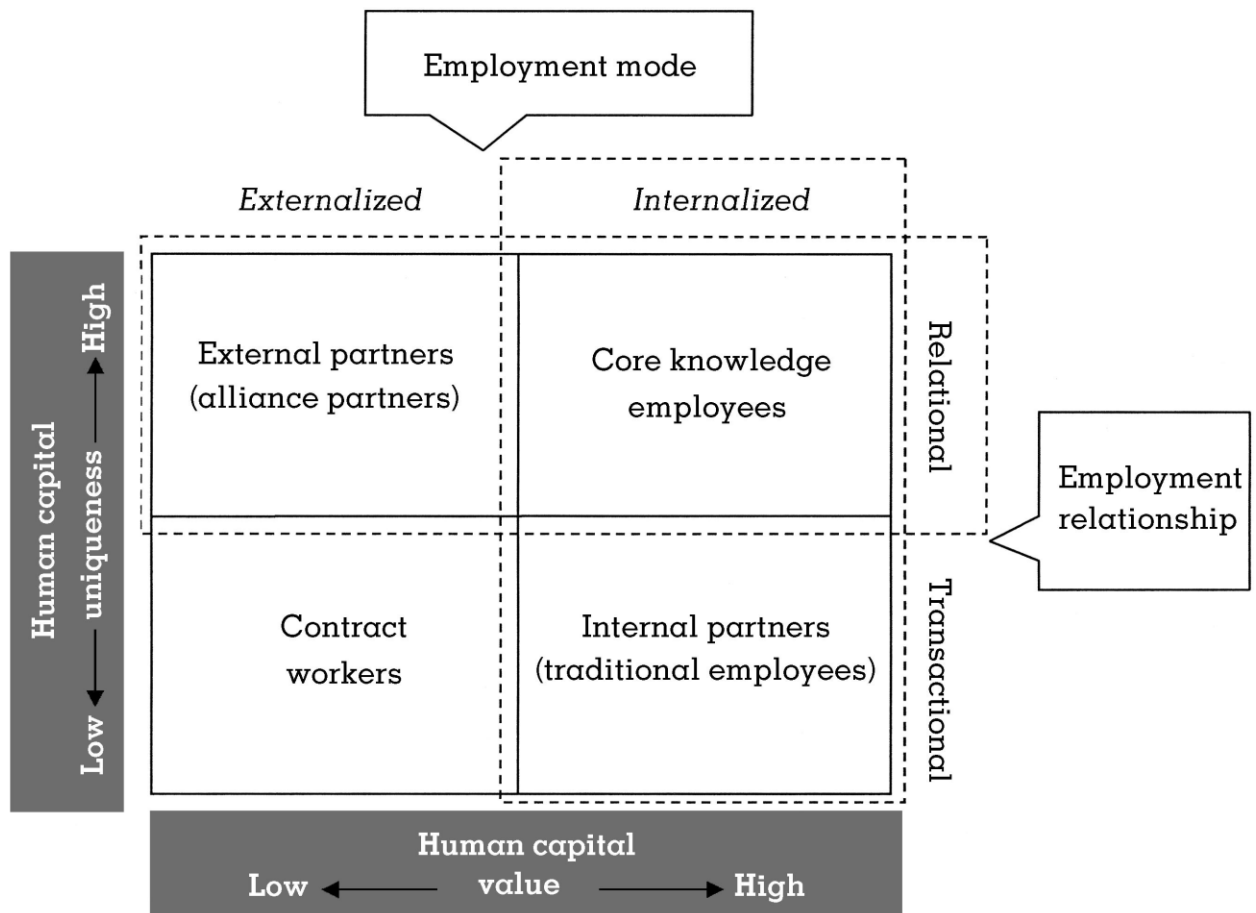 Employment mode
Externalized
Internalized
High
uniqueness
Low
Human capital
External partners
(alliance partners)
Core knowledge
employees
Relational
Employment
relationship
Contract
workers
Internal partners
(traditional employees)
Transactional
Human capital
Low
value
High